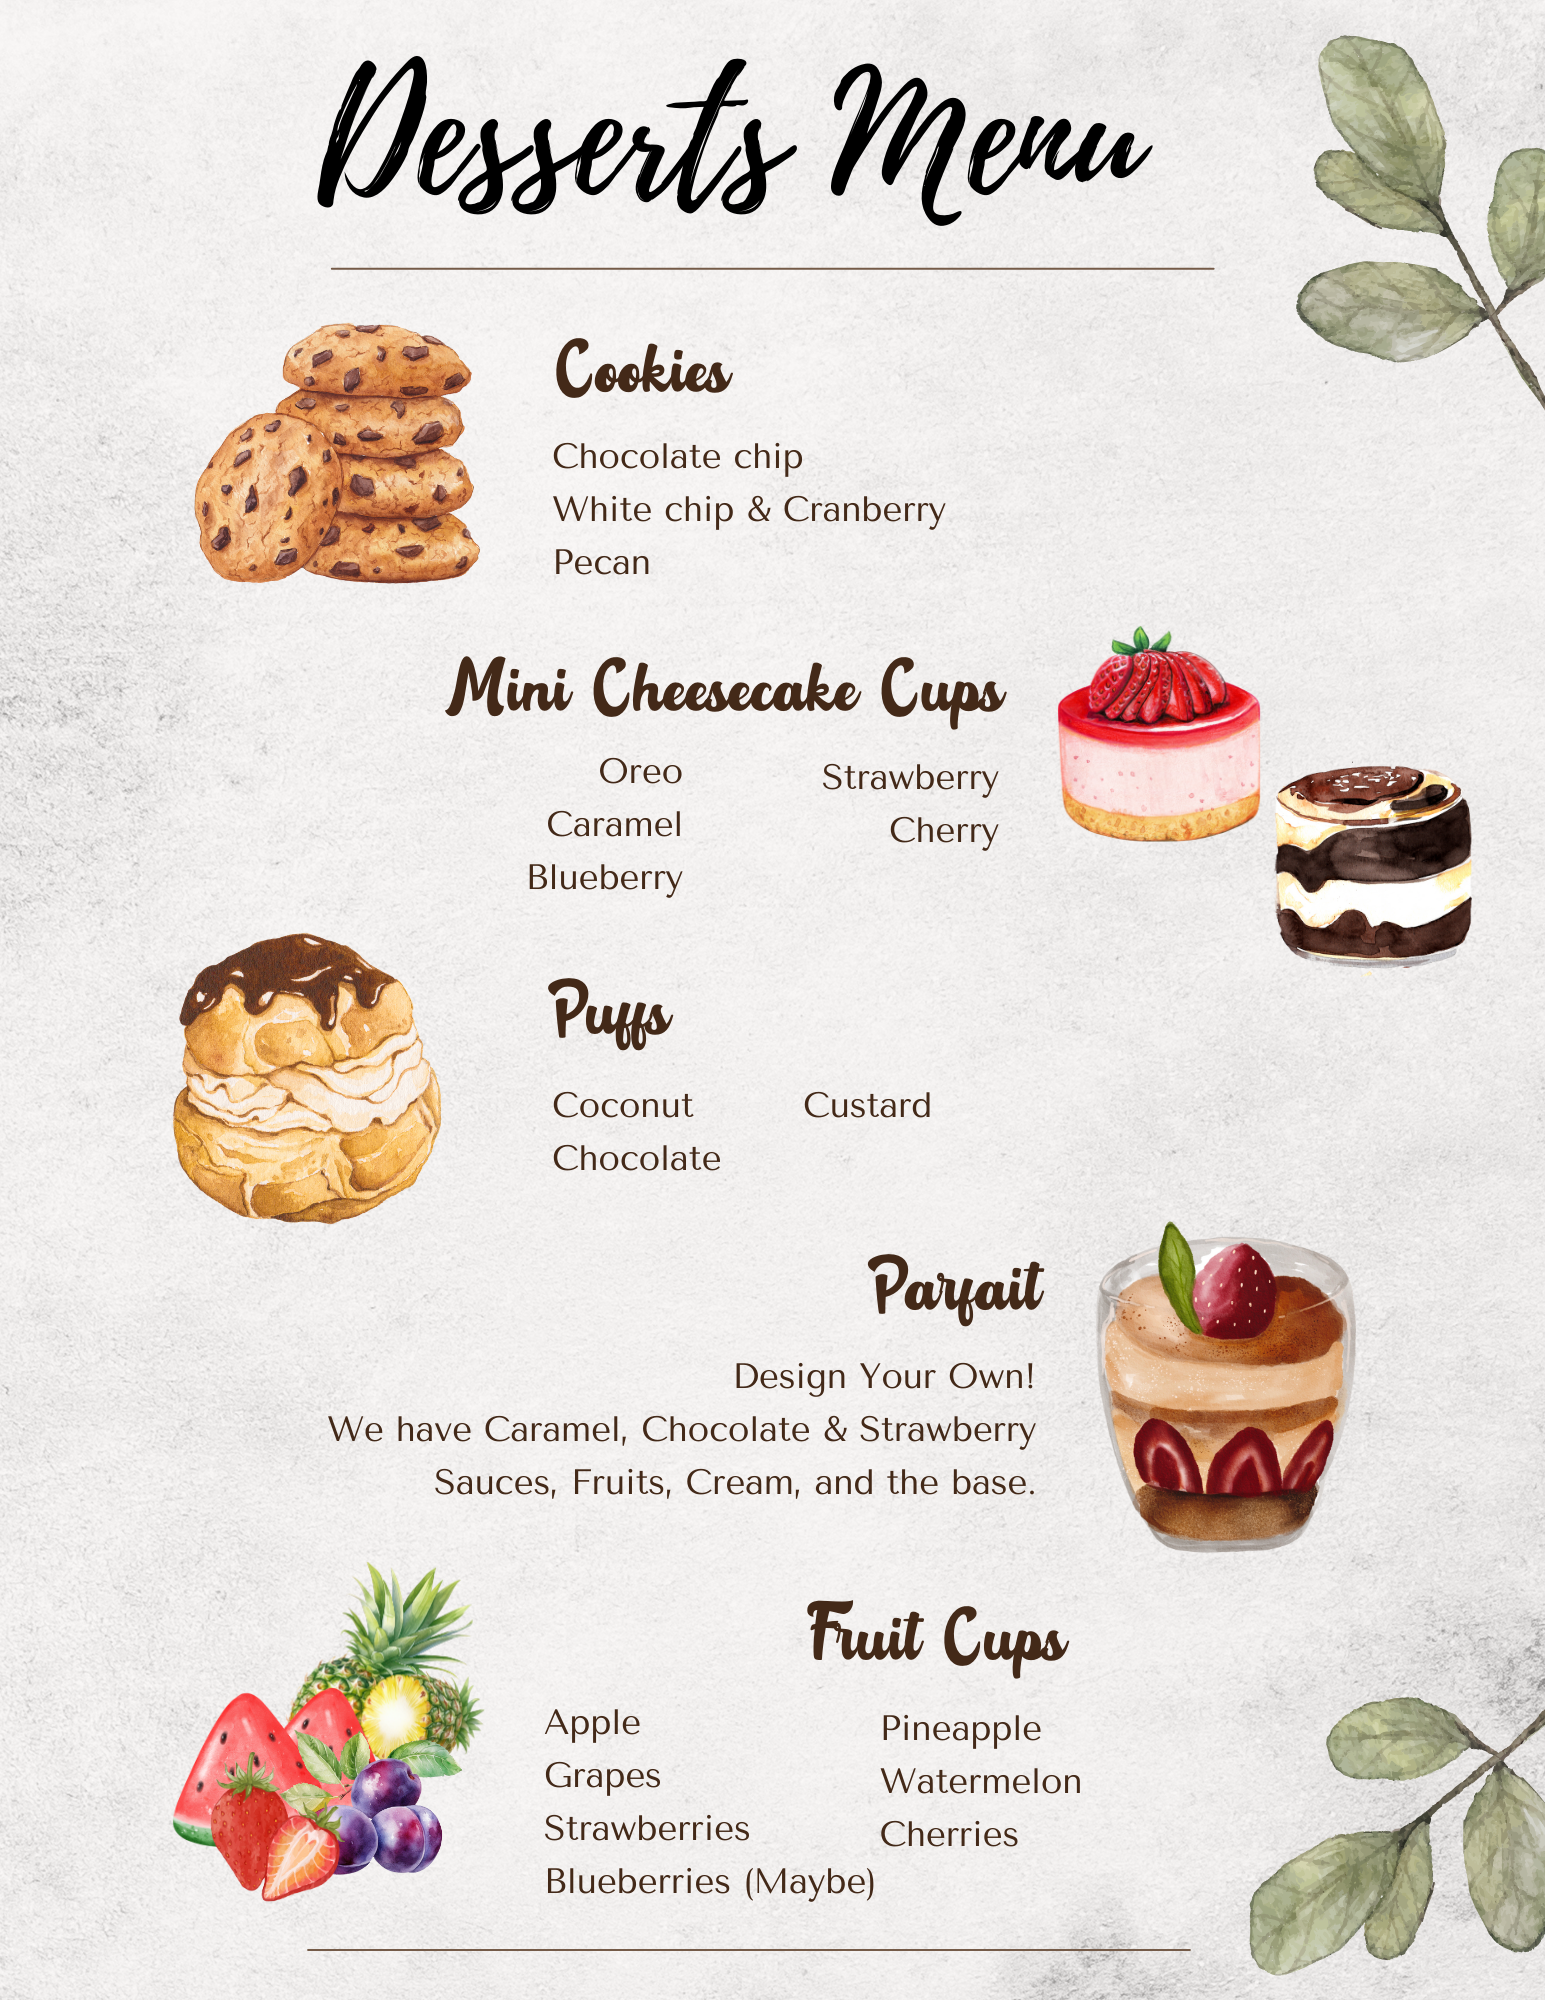 Desserts Menu
Cookies
Chocolate chip
White chip & Cranberry
Pecan
Mini Cheesecake Cups
Oreo
Caramel
Blueberry
Strawberry
Cherry
Puffs
Coconut
Chocolate
Custard
Parfait
Design Your Own!
We have Caramel, Chocolate & Strawberry
Sauces, Fruits, Cream, and the base.
Fruit Cups
Apple
Grapes
Strawberries
Blueberries (Maybe)
Pineapple
Watermelon
Cherries